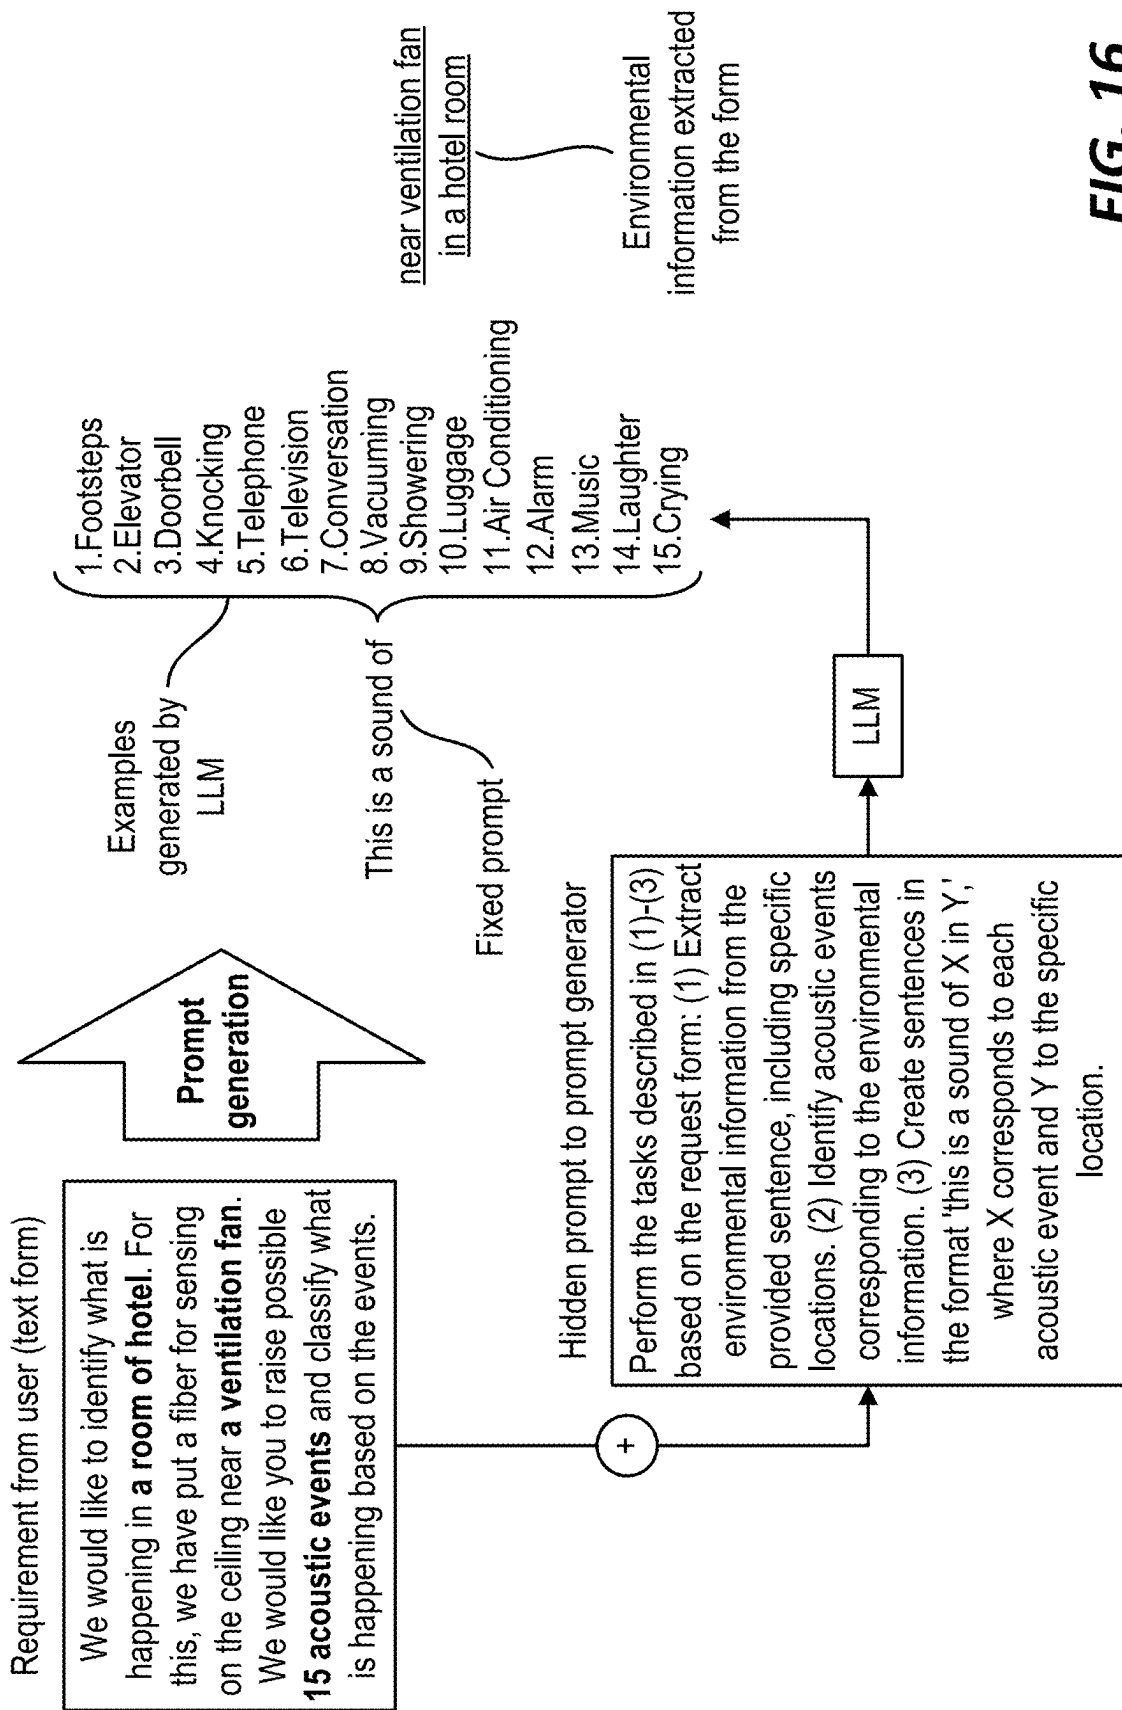 Requirement from user (text form)
We would like to identify what is
happening in a room of hotel. For
this, we have put a fiber for sensing
on the ceiling near a ventilation fan.
We would like you to raise possible
15 acoustic events and classify what
is happening based on the events.
Prompt
generation
Examples
generated by
LLM
This is a sound of
Fixed prompt
1.Footsteps
2.Elevator
3.Doorbell
4.Knocking
5.Telephone
6.Television
7.Conversation
8.Vacuuming
9.Showering
10.Luggage
11.Air Conditioning
12.Alarm
13.Music
14.Laughter
15.Crying
near ventilation fan
in a hotel room
Environmental
information extracted
from the form
+
Hidden prompt to prompt generator
Perform the tasks described in (1)-(3)
based on the request form: (1) Extract
environmental information from the
provided sentence, including specific
locations. (2) Identify acoustic events
corresponding to the environmental
information. (3) Create sentences in
the format 'this is a sound of X in Y,'
where X corresponds to each
acoustic event and Y to the specific
location.
LLM
FIG. 16